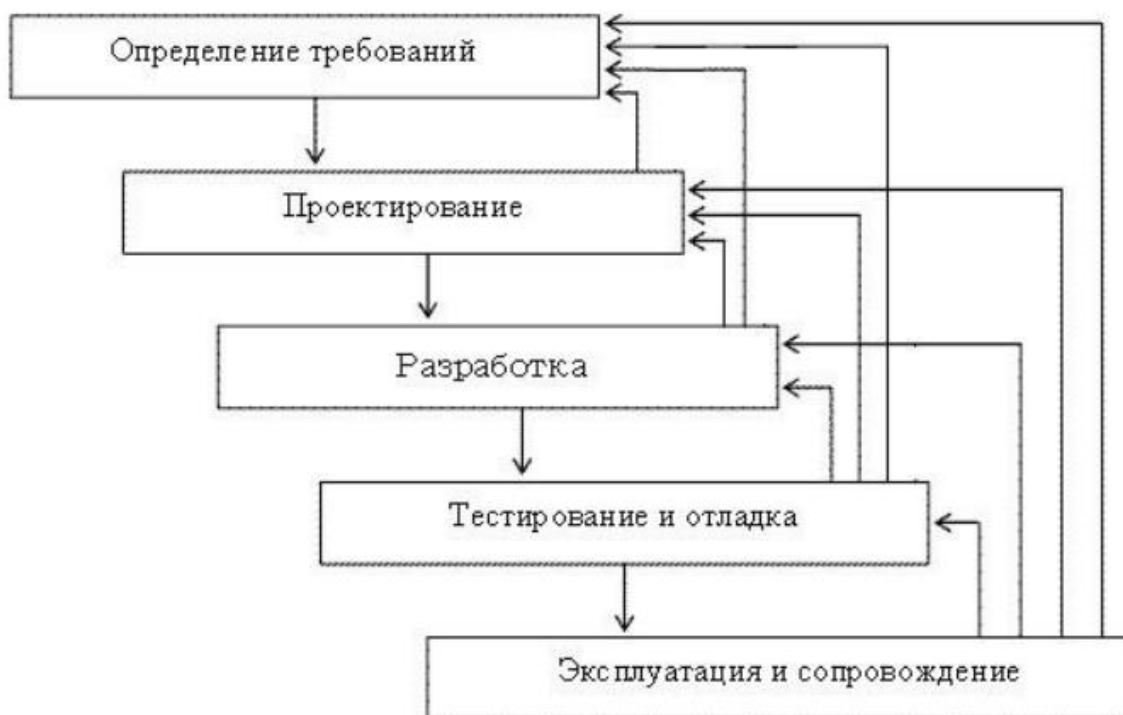 Определение требований
Проектирование
Разработка
Тестирование и отладка
Эксплуатация и сопровождение